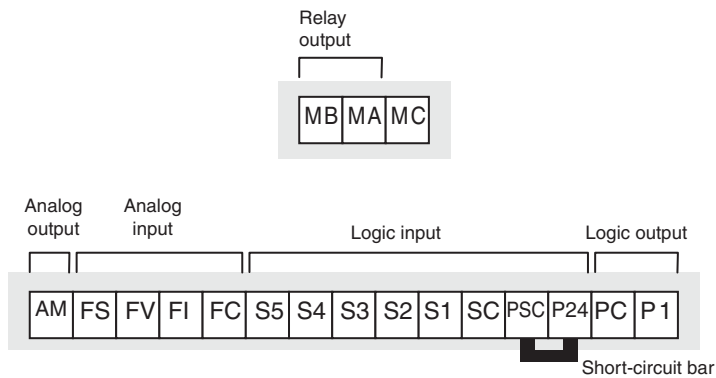 Relay
output
MB MA MC
Analog
output
Analog
input
Logic input
Logic output
AM FS FV FI FC S5 S4 S3 S2 S1 SC PSC P24 PC P1
Short-circuit bar